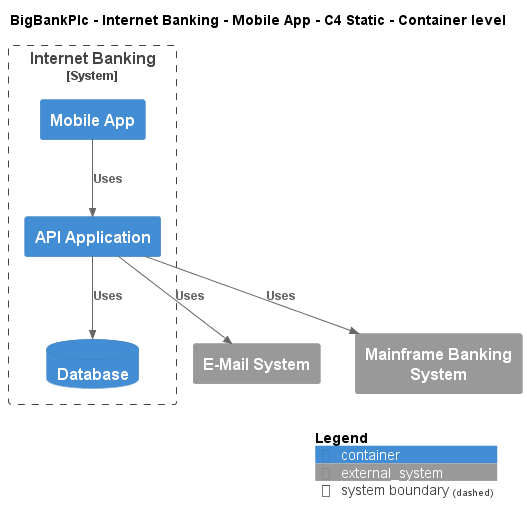 BigBankPlc - Internet Banking - Mobile App - C4 Static - Container level
Internet Banking
[System]
Mobile App
Uses
API Application
Uses
Uses
Uses
Database
E-Mail System
Mainframe Banking
System
Legend
container
external_system
system boundary (dashed)